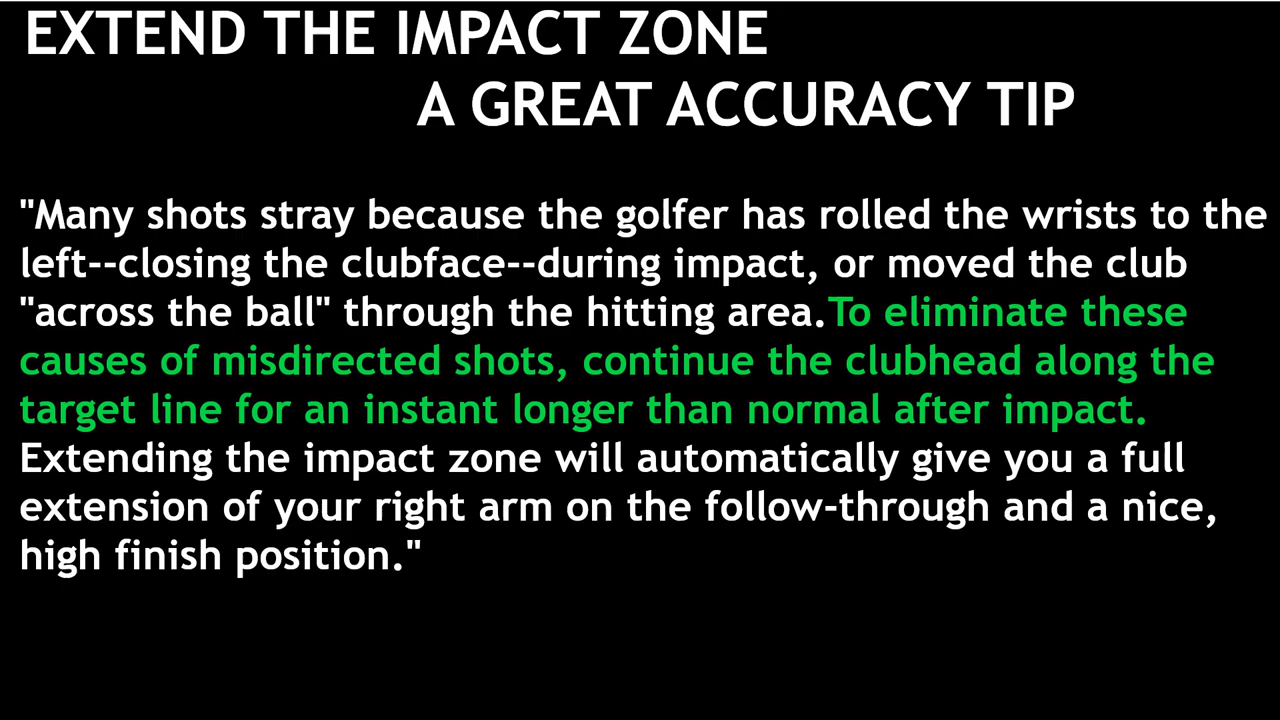 EXTEND THE IMPACT ZONE
A GREAT ACCURACY TIP
"Many shots stray because the golfer has rolled the wrists to the
left--closing the clubface--during impact, or moved the club
"across the ball" through the hitting area.To eliminate these
causes of misdirected shots, continue the clubhead along the
target line for an instant longer than normal after impact.
Extending the impact zone will automatically give you a full
extension of your right arm on the follow-through and a nice,
high finish position."